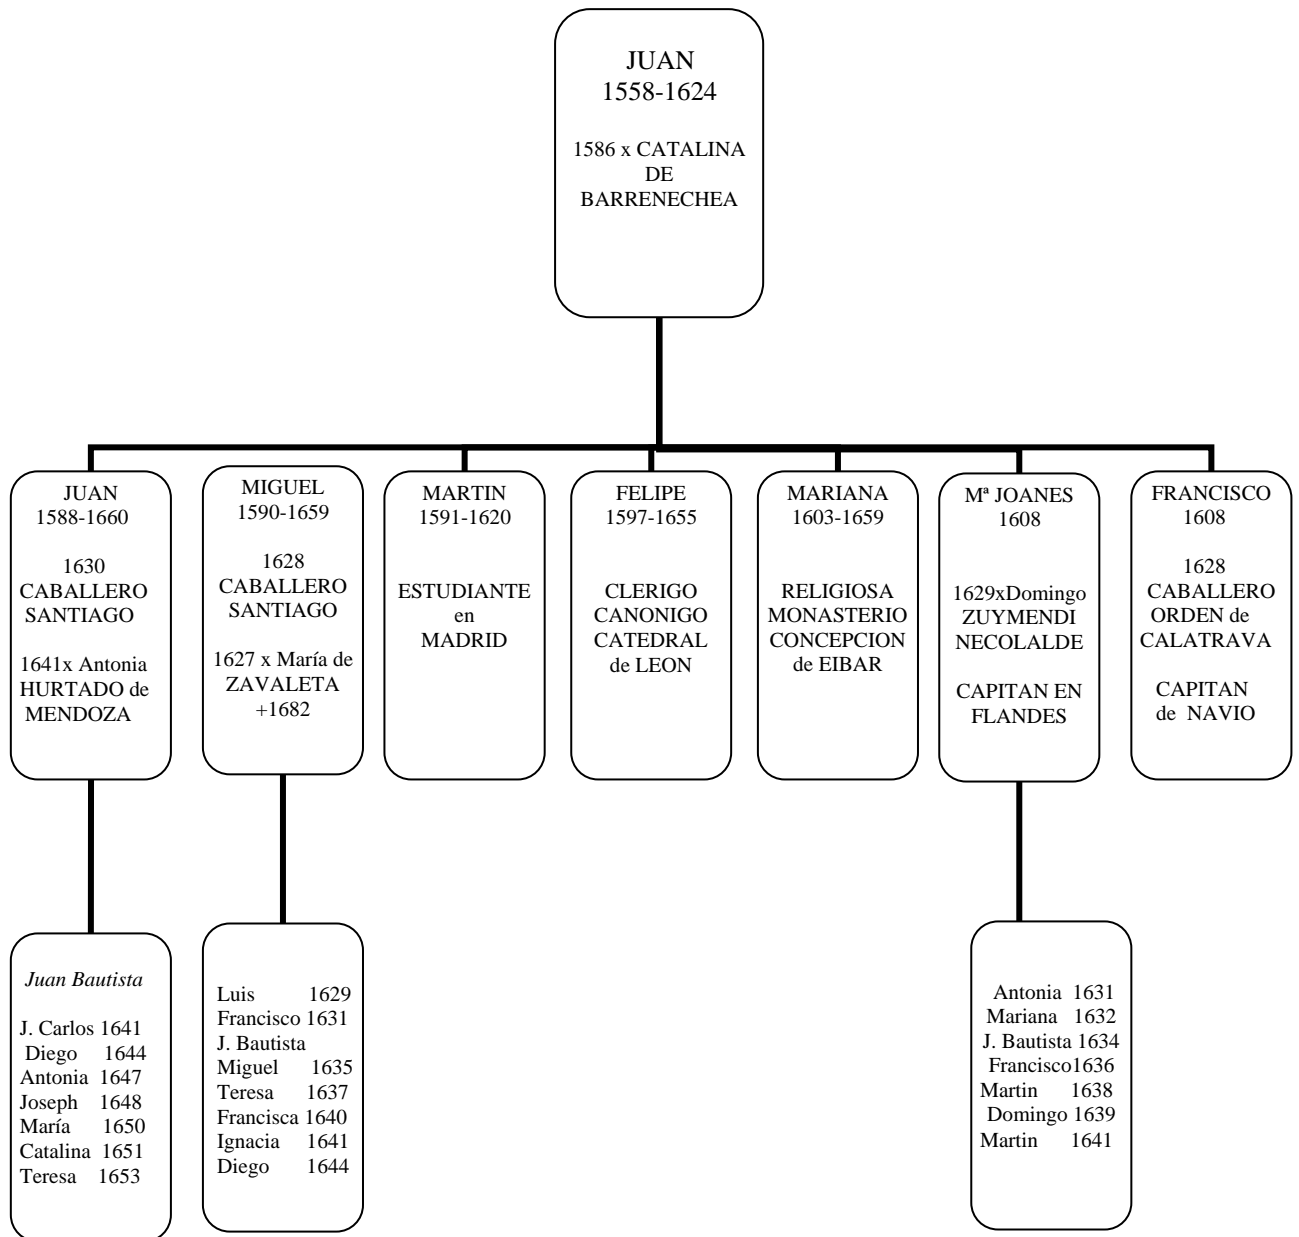 JUAN
1558-1624
1586 x CATALINA
DE
BARRENECHEA
JUAN
1588-1660
1630
CABALLERO
SANTIAGO
1641x Antonia
HURTADO de
MENDOZA
MIGUEL
1590-1659
1628
CABALLERO
SANTIAGO
1627 x María de
ZAVALETA
+1682
MARTIN
1591-1620
ESTUDIANTE
en
MADRID
FELIPE
1597-1655
CLERIGO
CANONIGO
CATEDRAL
de LEON
MARIANA
1603-1659
RELIGIOSA
MONASTERIO
CONCEPCION
de EIBAR
Mª JOANES
1608
1629xDomingo
ZUYMENDI
NECOLALDE
CAPITAN EN
FLANDES
FRANCISCO
1608
1628
CABALLERO
ORDEN de
CALATRAVA
CAPITAN
de NAVIO
Juan Bautista
J. Carlos 1641
Diego 1644
Antonia 1647
Joseph 1648
María 1650
Catalina 1651
Teresa 1653
Luis 1629
Francisco 1631
J. Bautista
Miguel 1635
Teresa 1637
Francisca 1640
Ignacia 1641
Diego 1644
Antonia 1631
Mariana 1632
J. Bautista 1634
Francisco1636
Martin 1638
Domingo 1639
Martin 1641